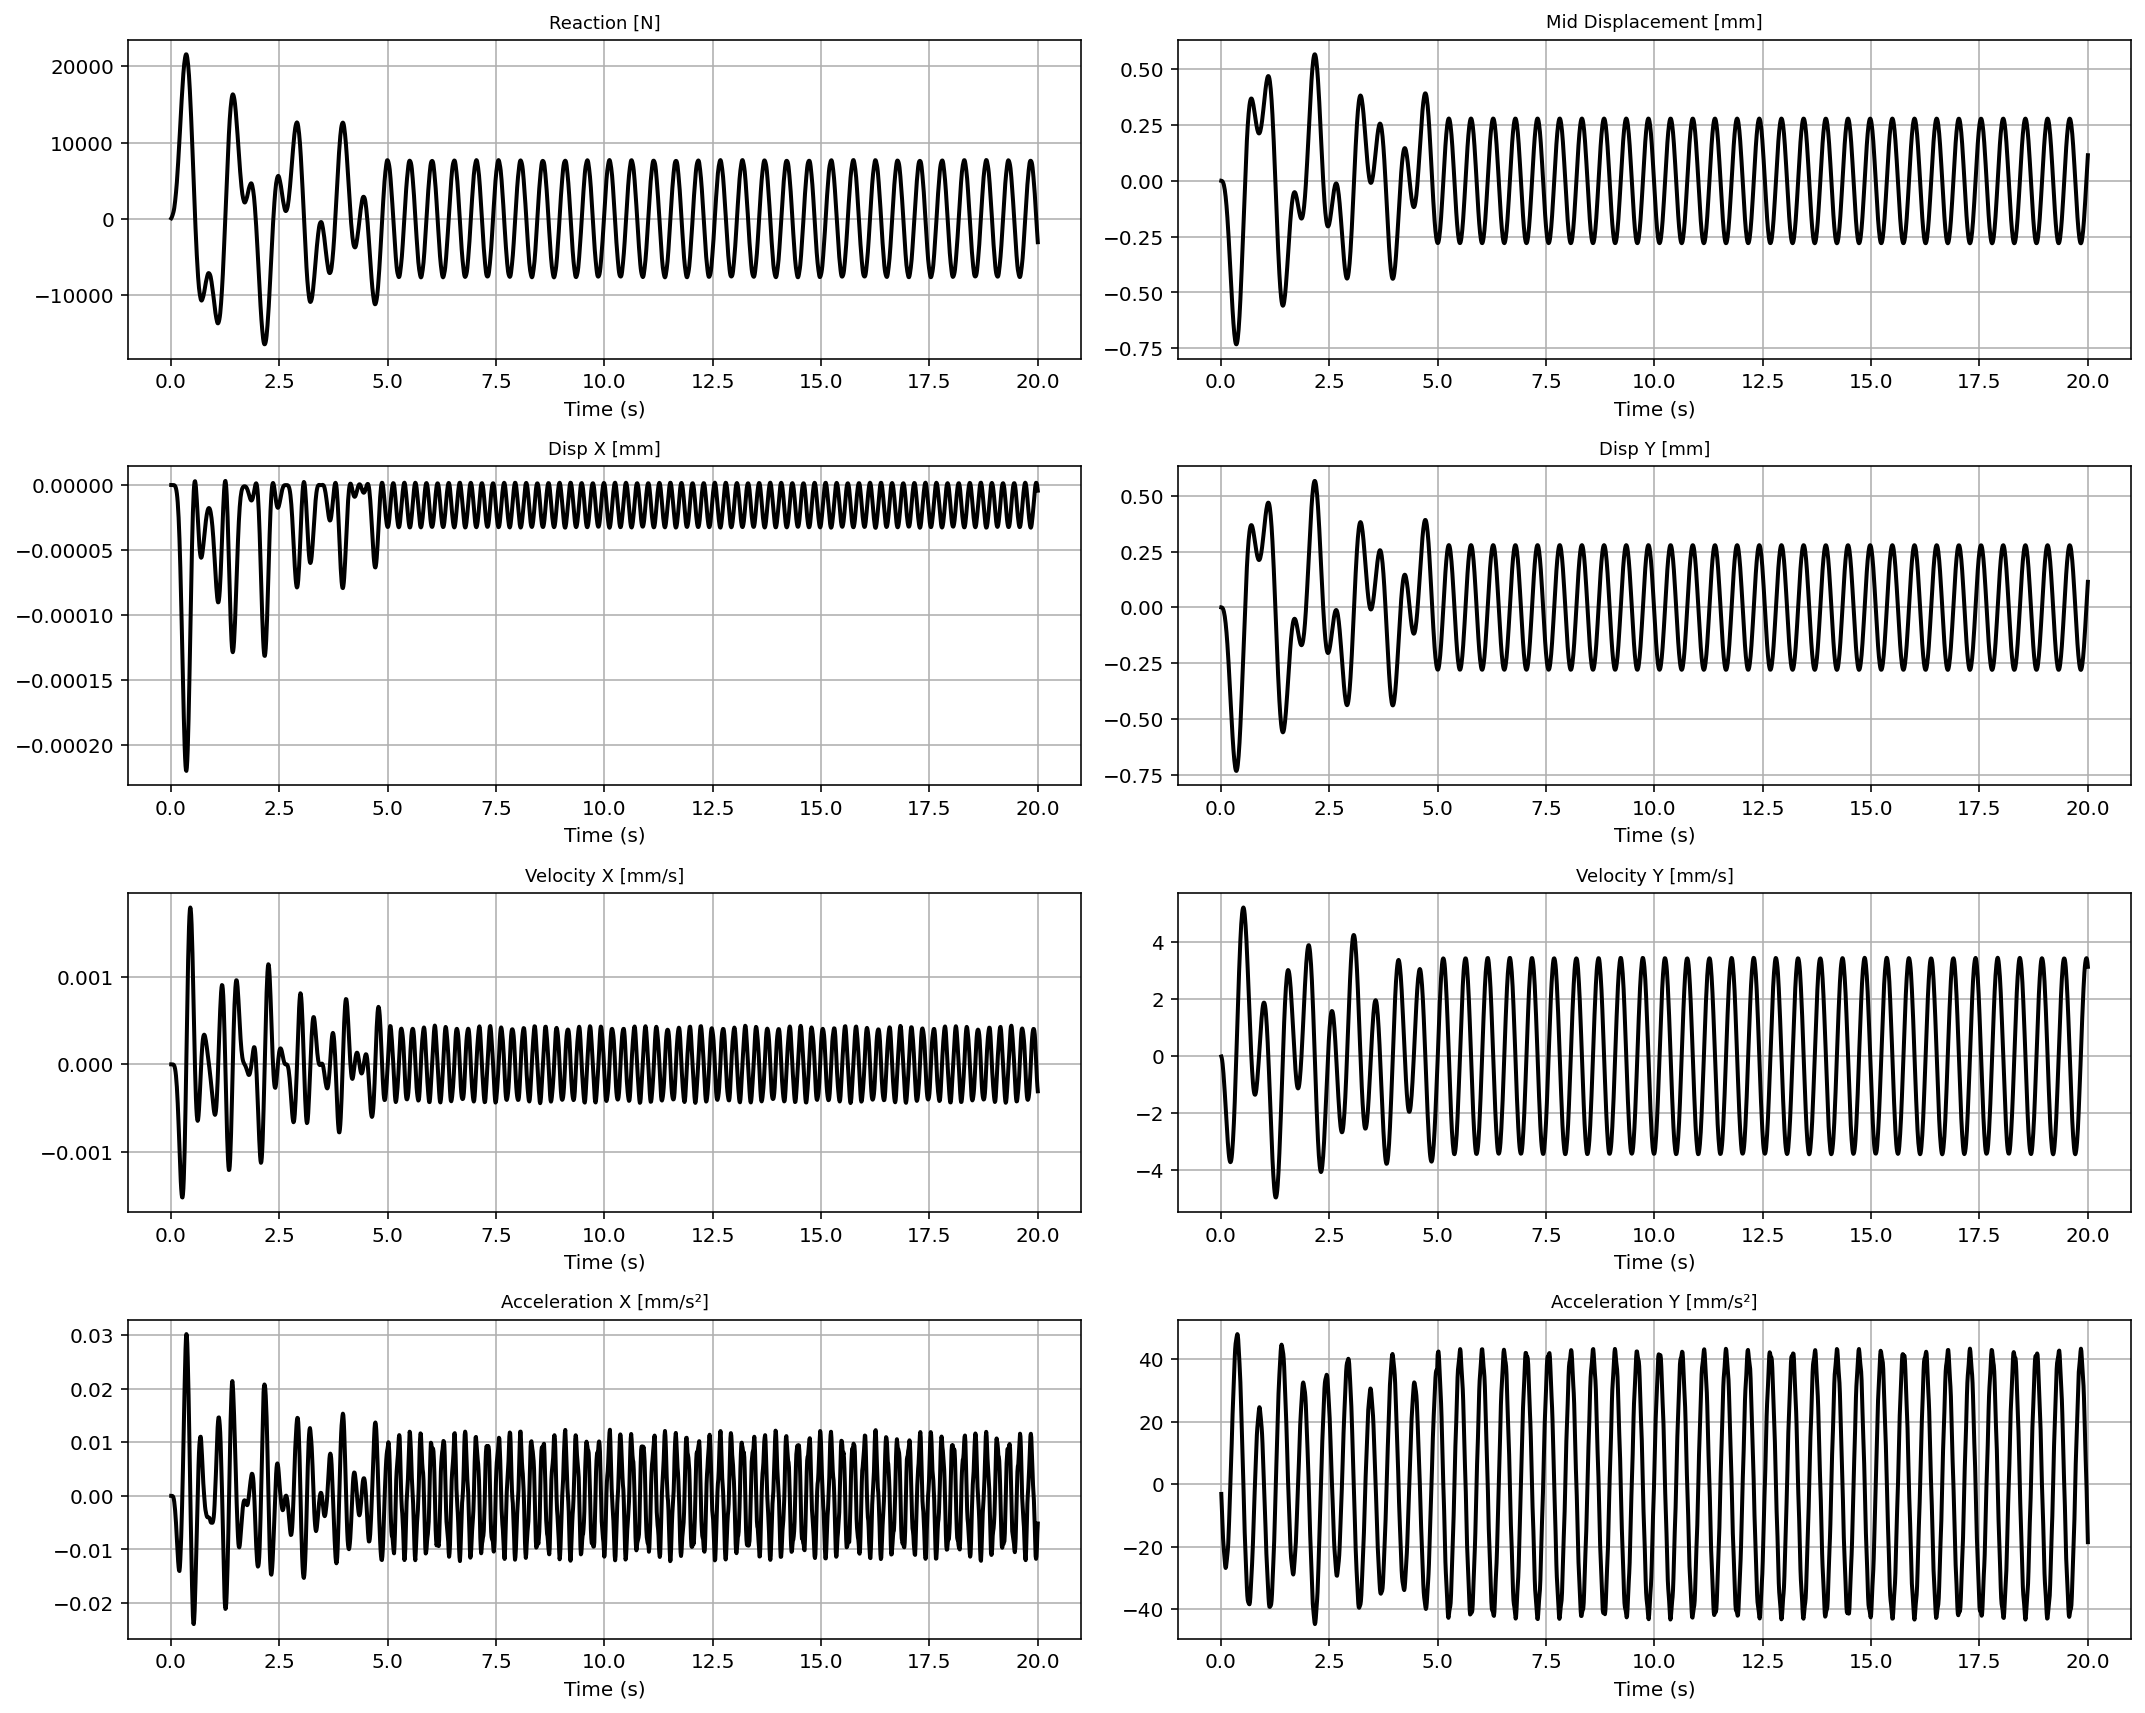 Reaction [N]
20000
10000
0
−10000
0.0 2.5 5.0 7.5 10.0 12.5 15.0 17.5 20.0
Time (s)
Mid Displacement [mm]
0.50
0.25
0.00
−0.25
−0.50
−0.75
0.0 2.5 5.0 7.5 10.0 12.5 15.0 17.5 20.0
Time (s)
Disp X [mm]
0.00000
−0.00005
−0.00010
−0.00015
−0.00020
0.0 2.5 5.0 7.5 10.0 12.5 15.0 17.5 20.0
Time (s)
Disp Y [mm]
0.50
0.25
0.00
−0.25
−0.50
−0.75
0.0 2.5 5.0 7.5 10.0 12.5 15.0 17.5 20.0
Time (s)
Velocity X [mm/s]
0.001
0.000
−0.001
0.0 2.5 5.0 7.5 10.0 12.5 15.0 17.5 20.0
Time (s)
Velocity Y [mm/s]
4
2
0
−2
−4
0.0 2.5 5.0 7.5 10.0 12.5 15.0 17.5 20.0
Time (s)
Acceleration X [mm/s²]
0.03
0.02
0.01
0.00
−0.01
−0.02
0.0 2.5 5.0 7.5 10.0 12.5 15.0 17.5 20.0
Time (s)
Acceleration Y [mm/s²]
40
20
0
−20
−40
0.0 2.5 5.0 7.5 10.0 12.5 15.0 17.5 20.0
Time (s)